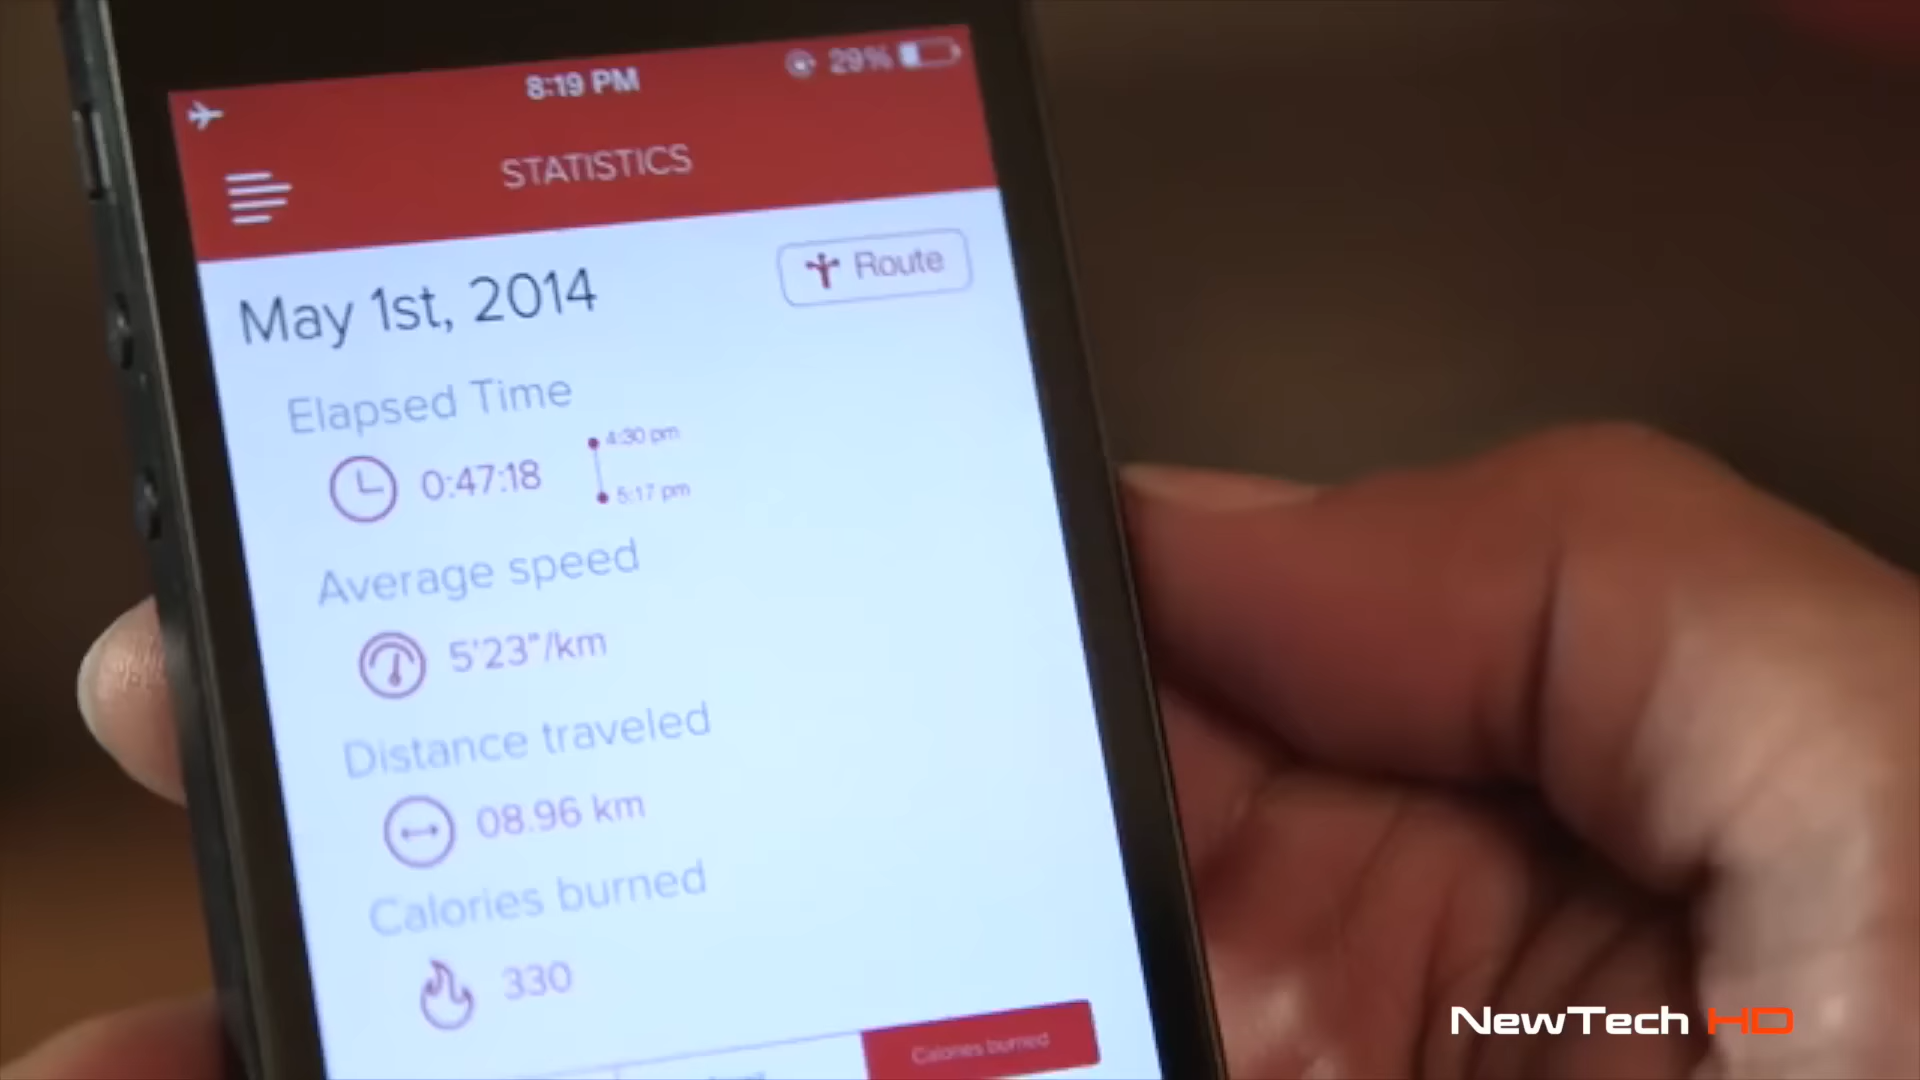 8:19 PM
29%
STATISTICS
May 1st, 2014
Route
Elapsed Time
0:47:18
4:30 pm
5:17 pm
Average speed
5'23"/km
Distance traveled
08.96 km
Calories burned
330
Calories burned
NewTech HD